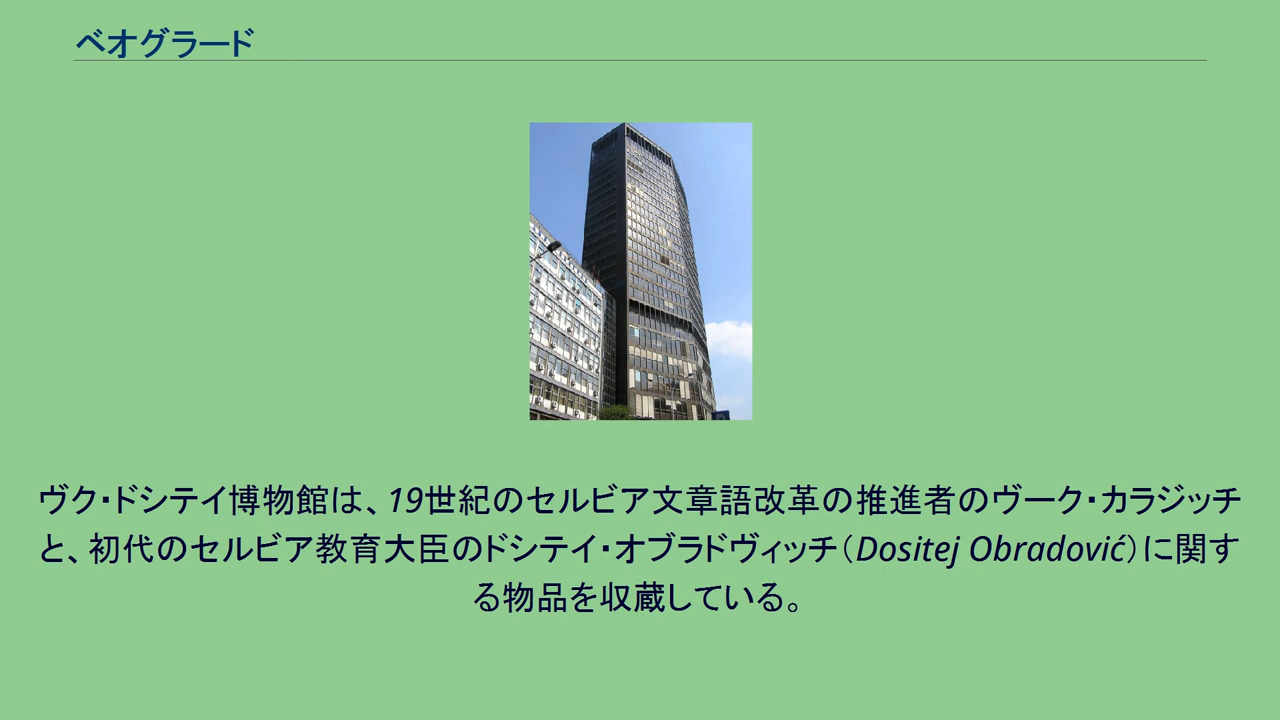 ベオグラード
ヴク・ドシテイ博物館は、19世紀のセルビア文章語改革の推進者のヴーク・カラジッチ
と、初代のセルビア教育大臣のドシテイ・オブラドヴィッチ（Dositej Obradović）に関す
る物品を収蔵している。